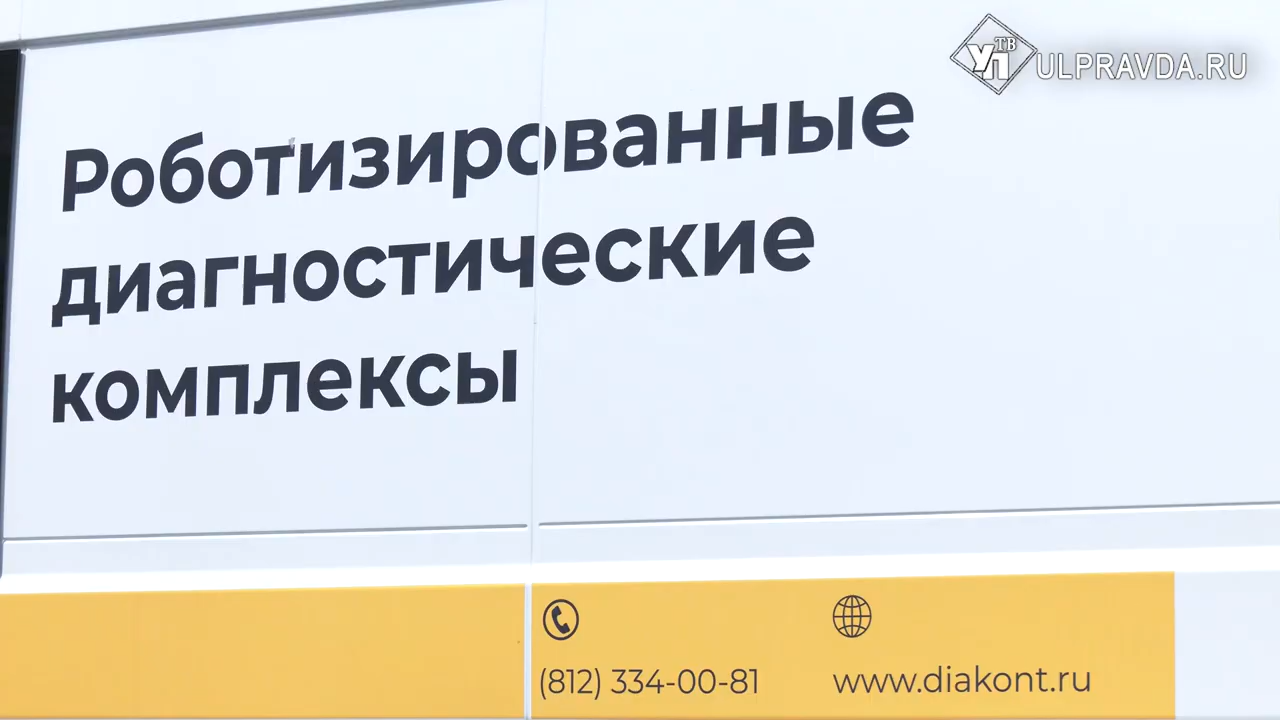 УП ТВ ULPRAVDA.RU
Роботизированные
диагностические
комплексы
(812) 334-00-81
www.diakont.ru